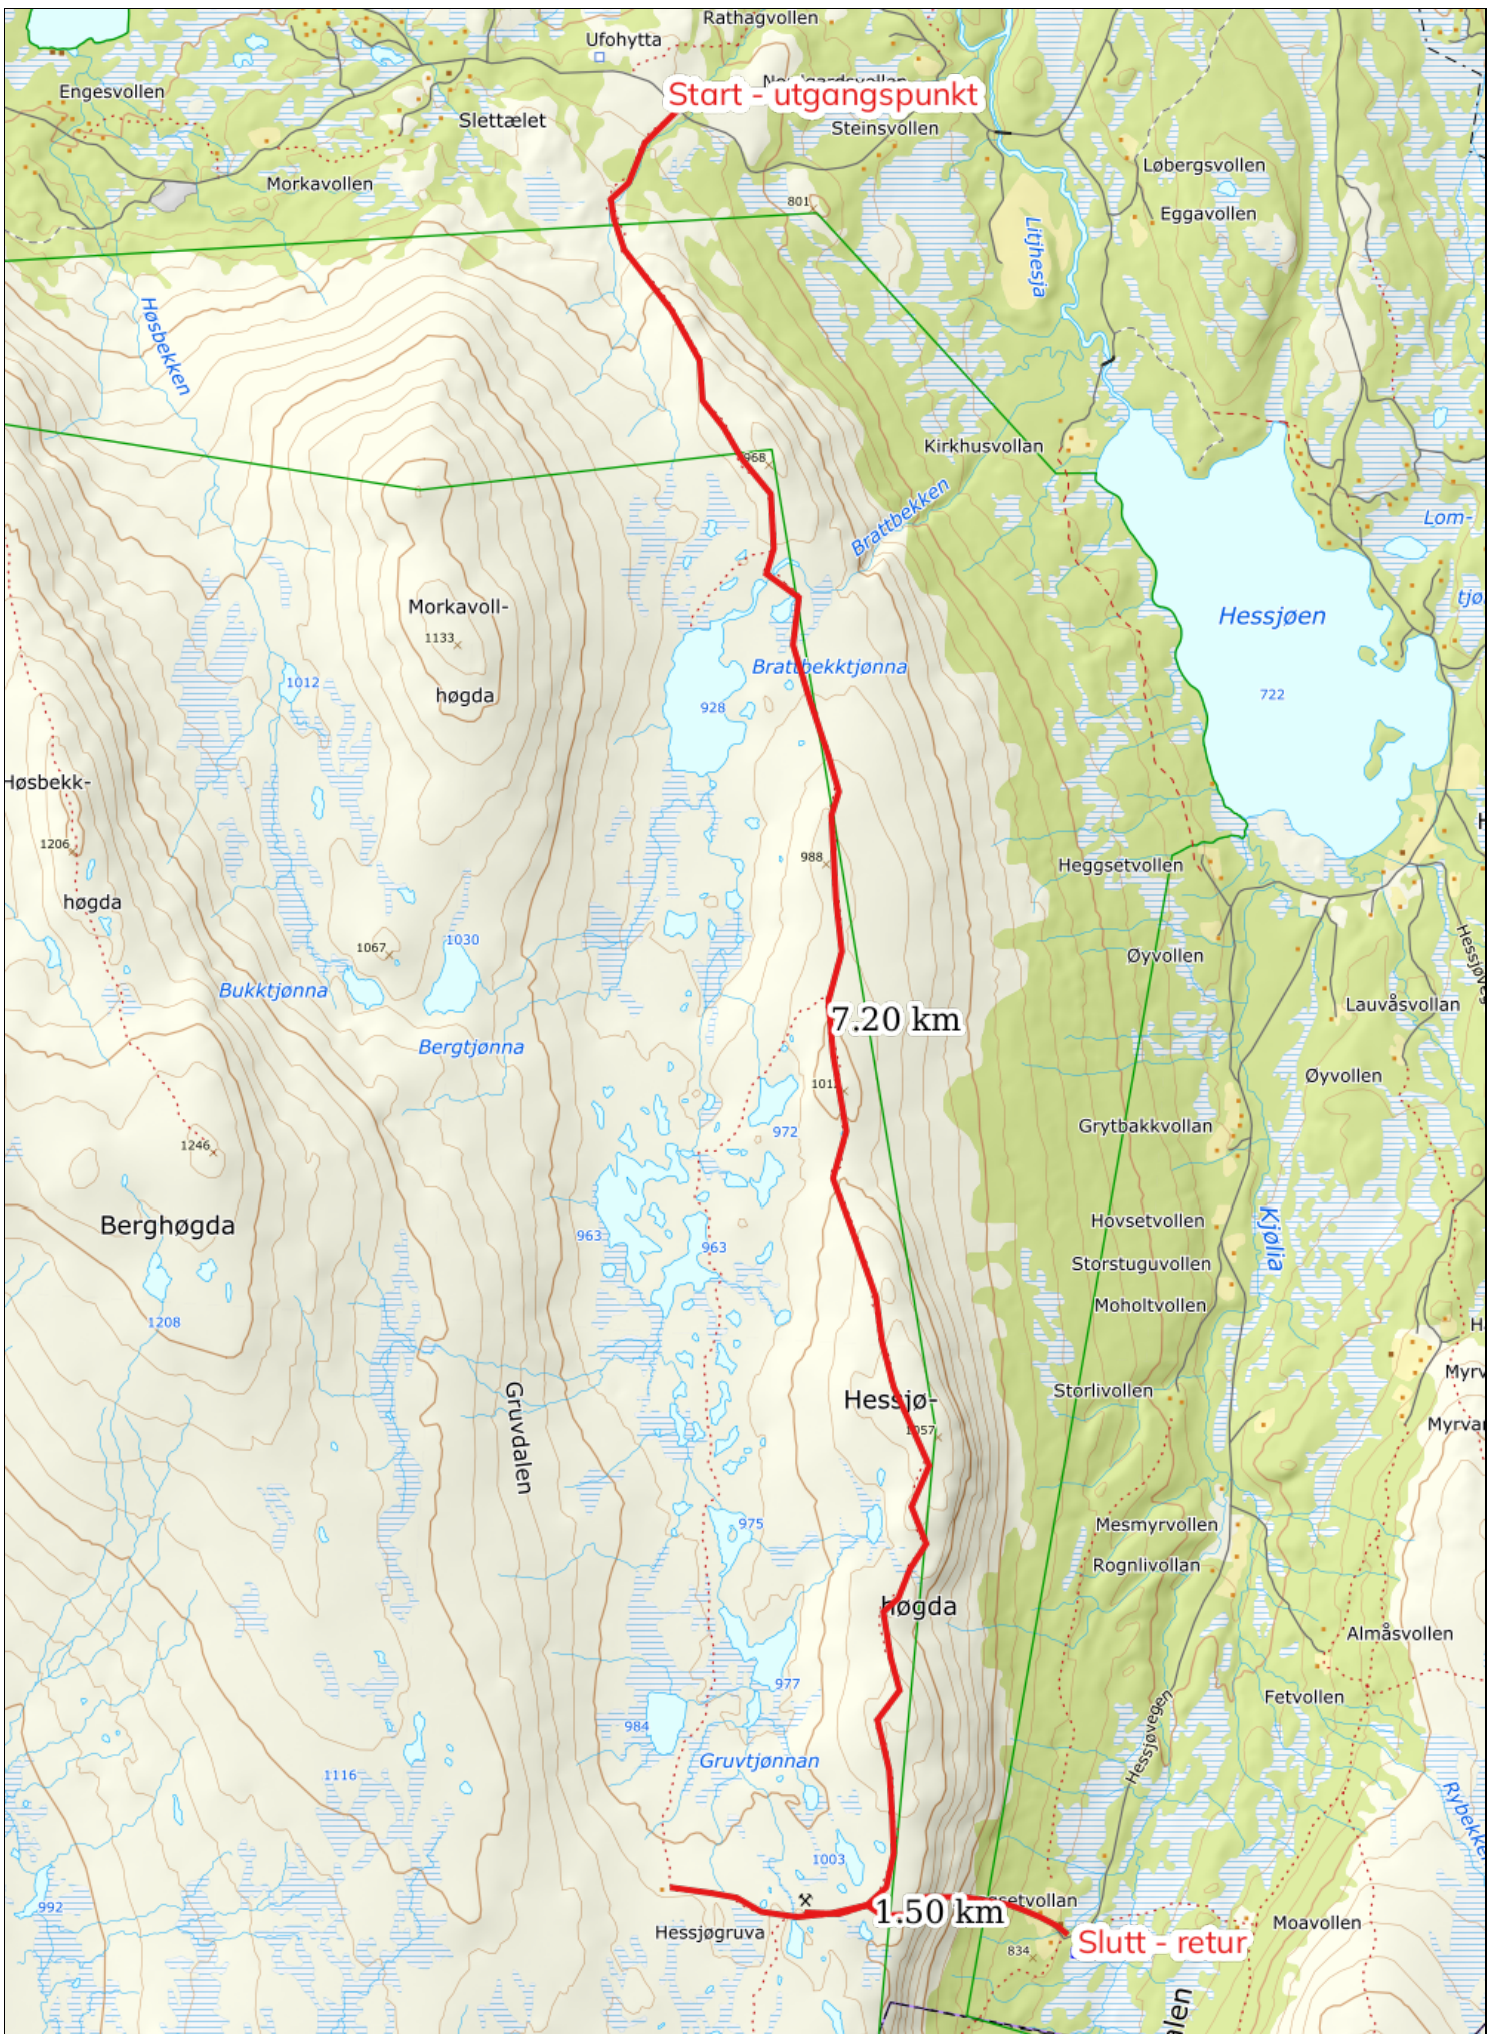 Rathagvollen
Ufohytta
Engesvollen
Start - utgangspunkt
Slettælet
Steinsvollen
Løbergsvollen
Morkavollen
801
Eggavollen
Litjhesja
Høsbekken
Kirkhusvollan
968
Brattbekken
Lom-
Morkavoll-
Hessjøen
1133
Brattbekktjønna
1012
høgda
928
722
Høsbekk-
1206
988
Heggsetvollen
høgda
1067
1030
Øyvollen
Hessjøveg
Bukktjønna
Lauvåsvollan
7.20 km
Bergtjønna
Øyvollen
972
Grytbakkvollan
1246
Berghøgda
963
963
Hovsetvollen
Kjølia
Storstuguvollen
Moholtvollen
1208
Gruvdalen
Hessjø-
Storlivollen
1057
975
Mesmyrvollen
Rognlivollan
høgda
Almåsvollen
977
984
Fetvollen
Gruvtjønnan
Hessjøvegen
1116
1003
992
Hessjøgruva
1.50 km
Moavollen
834
Slutt - retur